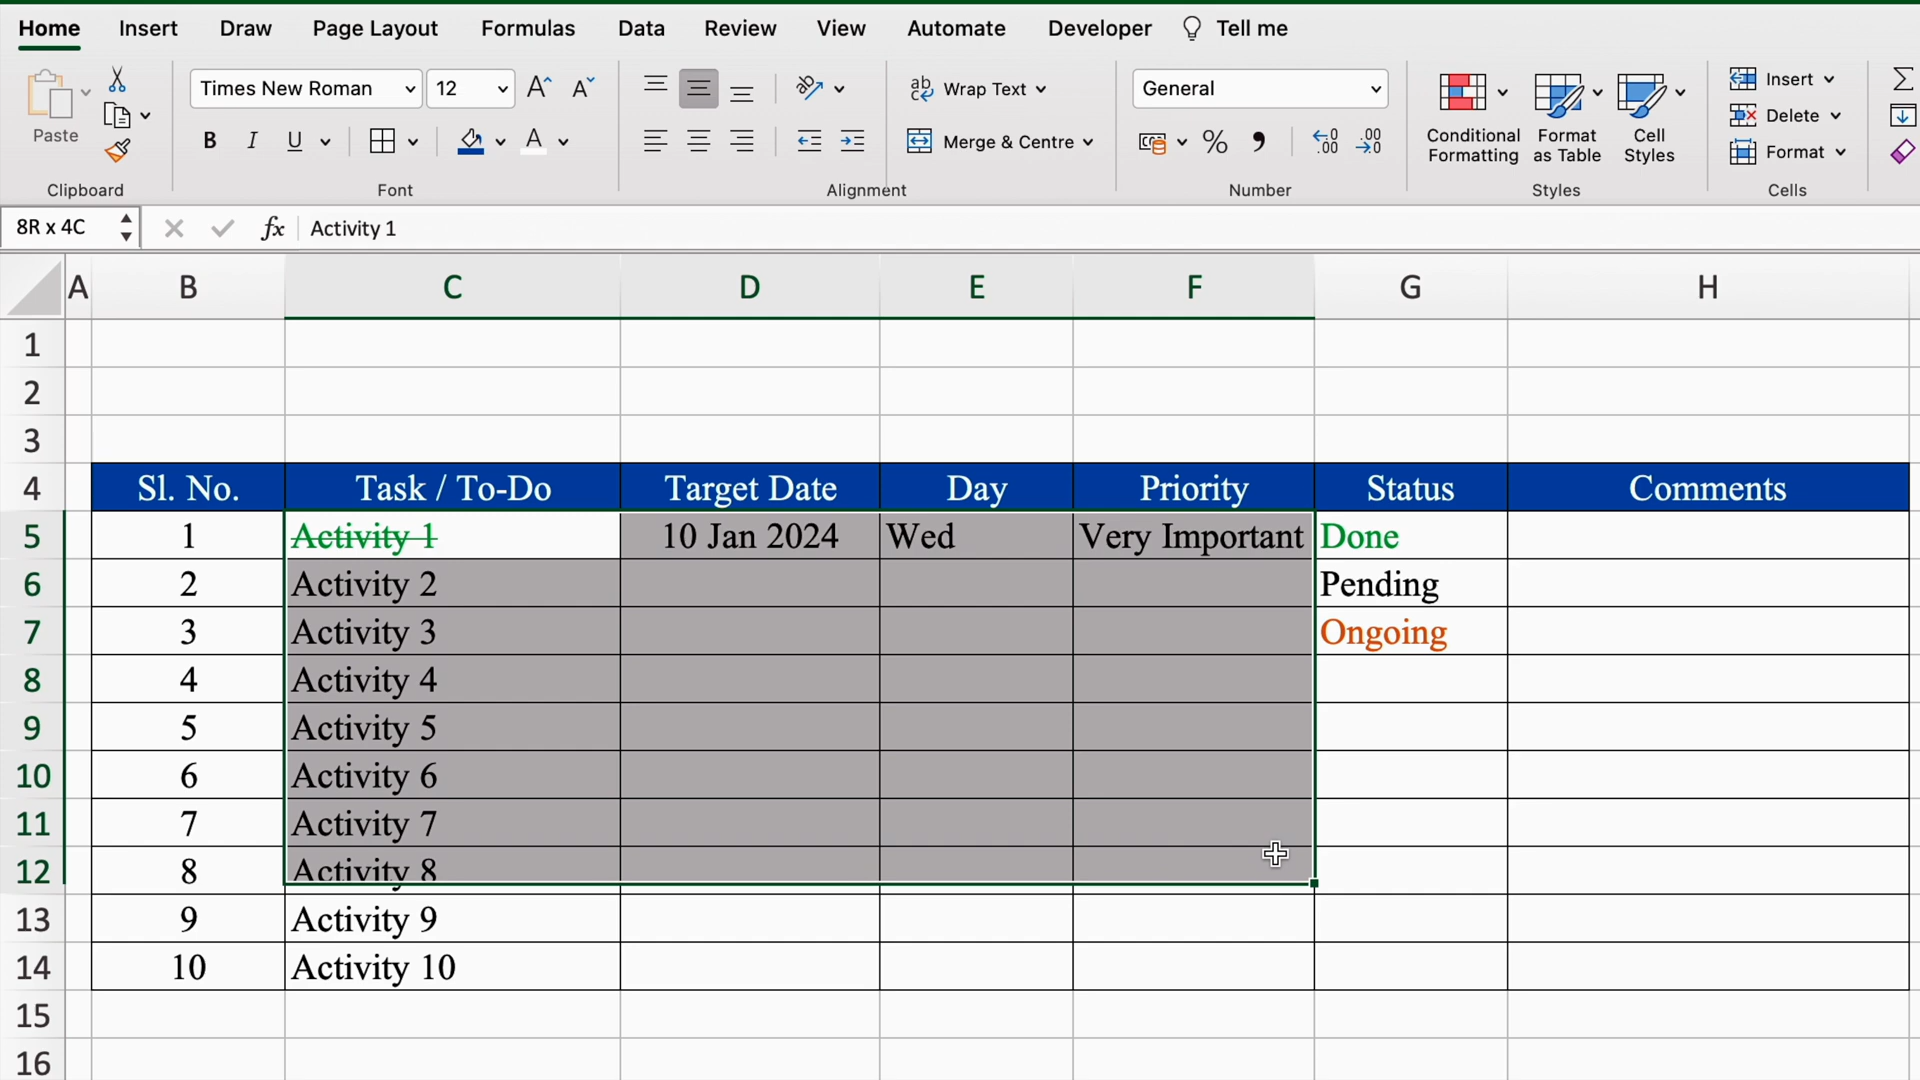 Home Insert Draw Page Layout Formulas Data Review View Automate Developer Tell me
Paste
Clipboard
Times New Roman 12
B I U A
Font
ab Wrap Text
Merge & Centre
Alignment
General
% , .00 .00
Number
Conditional Formatting
Format as Table
Cell Styles
Styles
Insert
Delete
Format
Cells
8R x 4C fx Activity 1
A B C D E F G H
1
2
3
4 Sl. No. Task / To-Do Target Date Day Priority Status Comments
5 1 Activity 1 10 Jan 2024 Wed Very Important Done
6 2 Activity 2 Pending
7 3 Activity 3 Ongoing
8 4 Activity 4
9 5 Activity 5
10 6 Activity 6
11 7 Activity 7
12 8 Activity 8
13 9 Activity 9
14 10 Activity 10
15
16